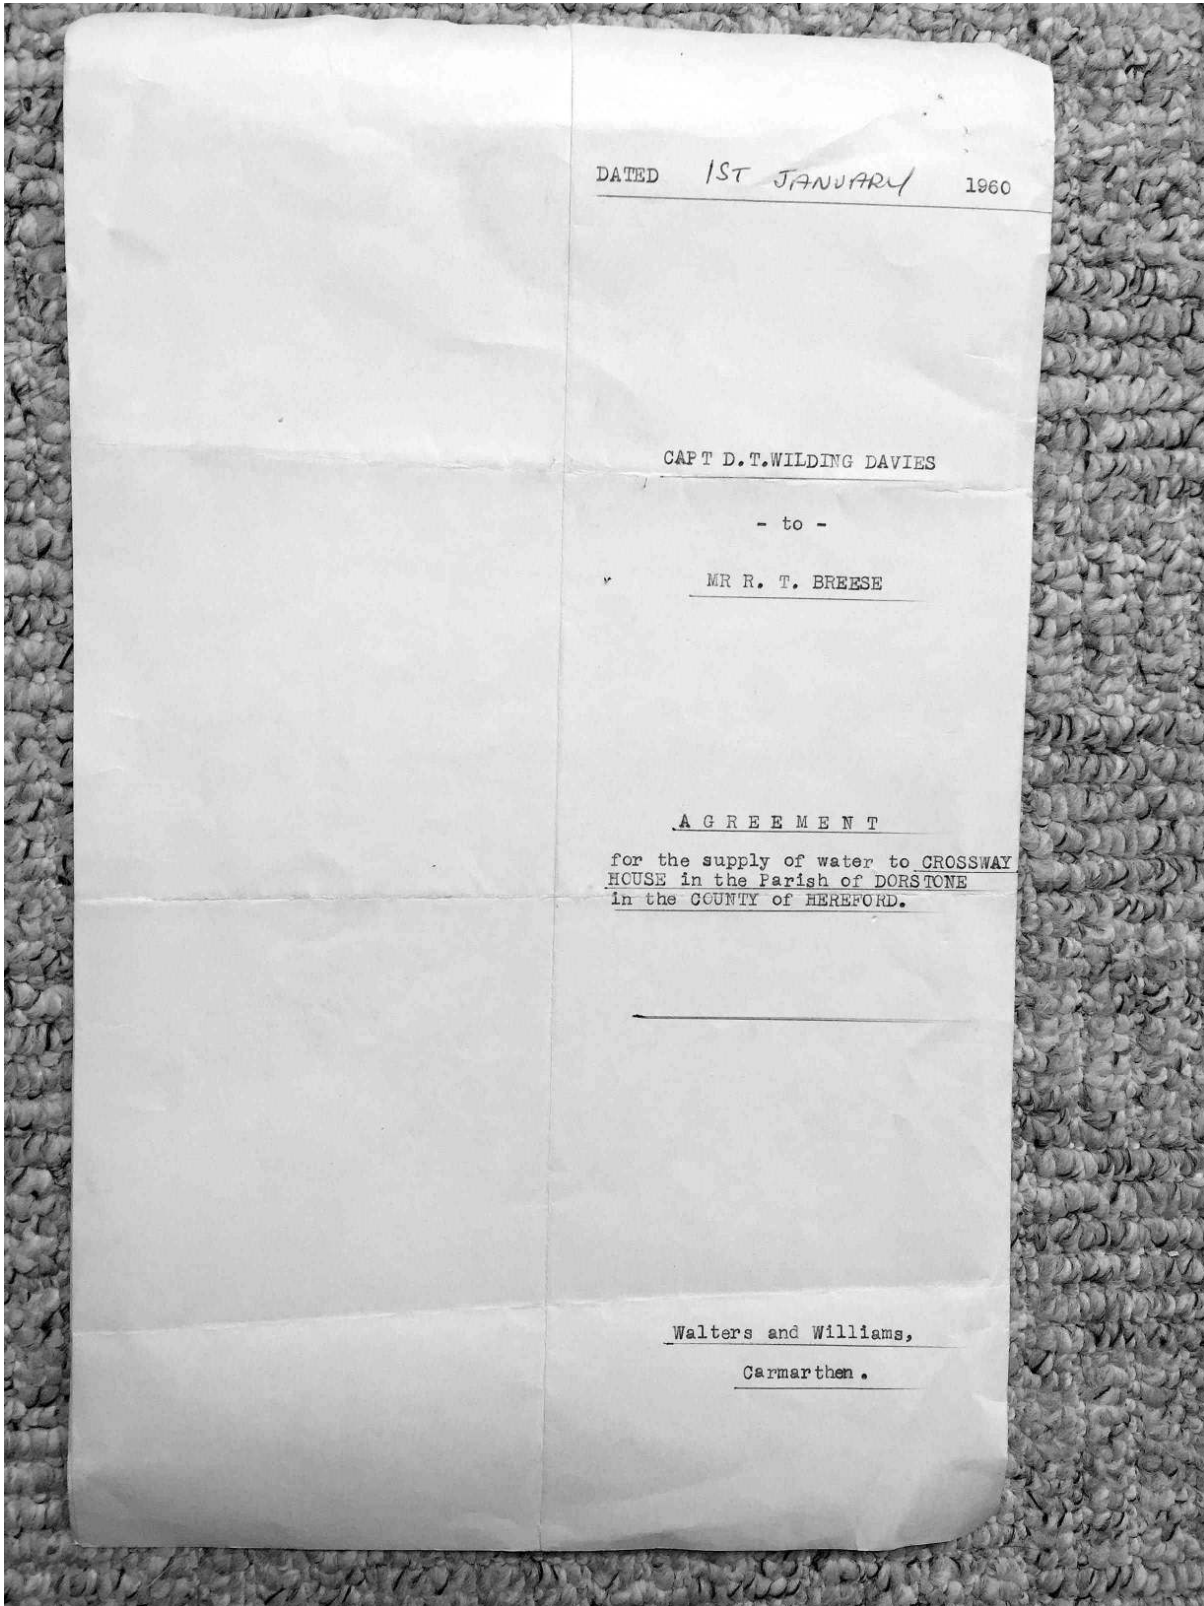 DATED 1ST JANUARY 1960
CAPT D.T.WILDING DAVIES
- to -
MR R. T. BREESE
A G R E E M E N T
for the supply of water to CROSSWAY
HOUSE in the Parish of DORSTONE
in the COUNTY of HEREFORD.
Walters and Williams,
Carmarthen.